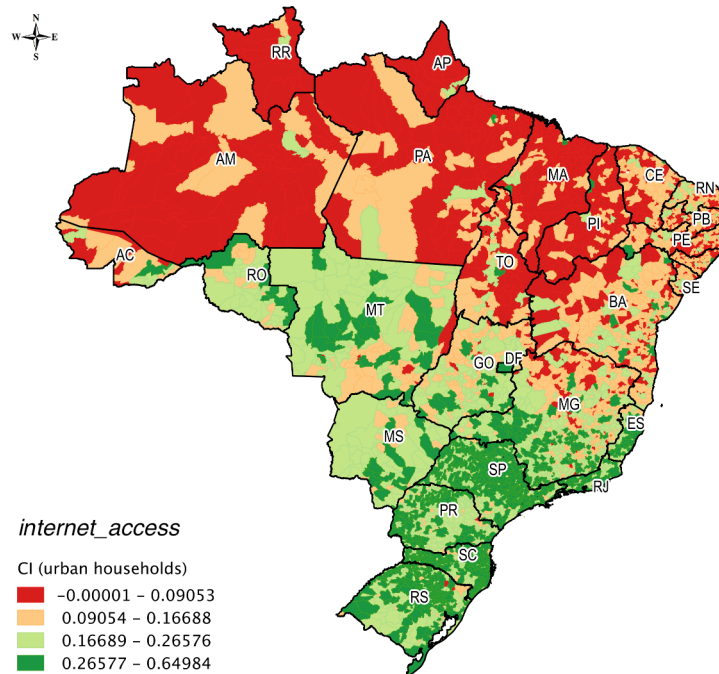 N
W E
S
RR
AP
AM
PA
MA
CE
RN
PB
PE
PI
AC
TO
SE
RO
BA
MT
GO
DF
MG
ES
MS
SP
RJ
PR
SC
RS
internet_access
CI (urban households)
-0.00001 – 0.09053
0.09054 – 0.16688
0.16689 – 0.26576
0.26577 – 0.64984